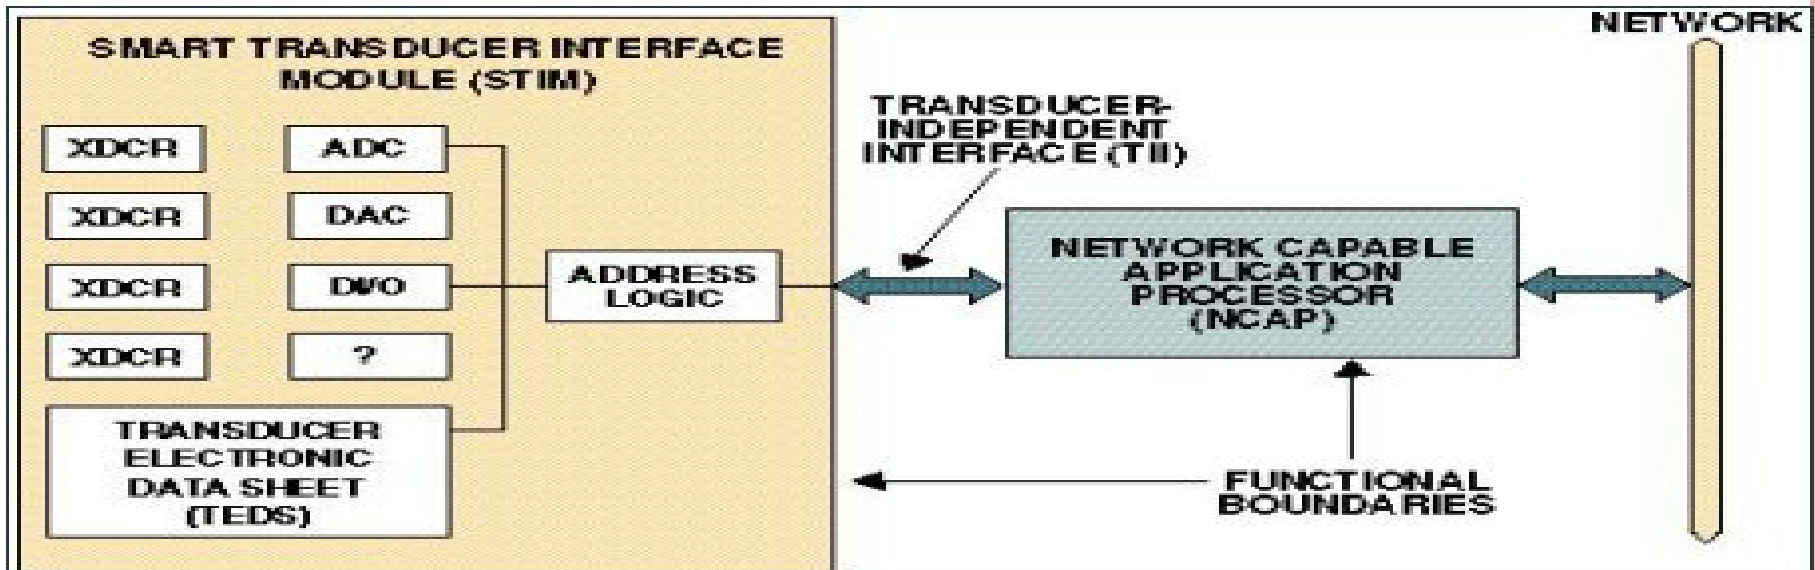 NETWORK
SMART TRANSDUCER INTERFACE
MODULE (STIM)
TRANSDUCER-
INDEPENDENT
INTERFACE (TII)
XDCR
ADC
XDCR
DAC
XDCR
DI/O
XDCR
?
ADDRESS
LOGIC
NETWORK CAPABLE
APPLICATION
PROCESSOR
(NCAP)
TRANSDUCER
ELECTRONIC
DATA SHEET
(TEDS)
FUNCTIONAL
BOUNDARIES